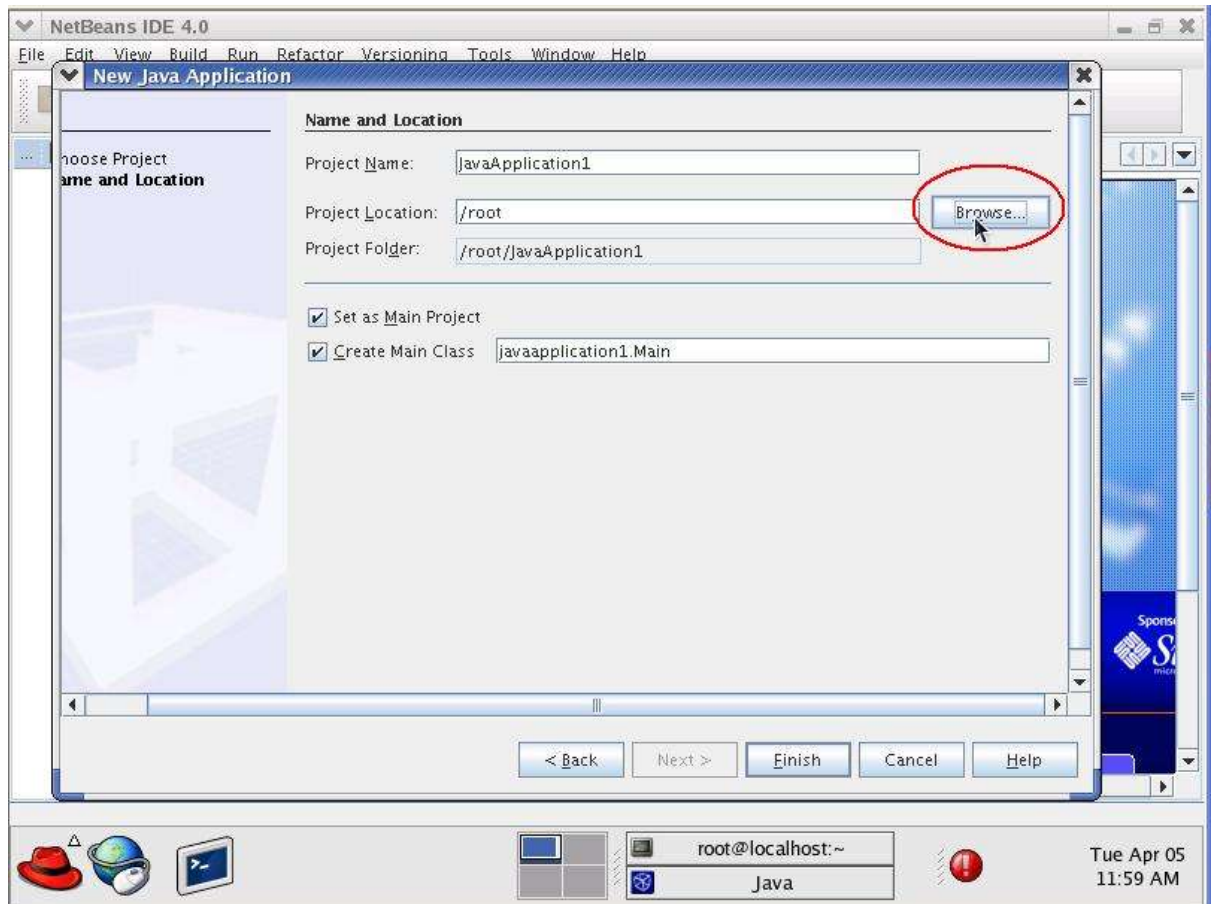 NetBeans IDE 4.0
File Edit View Build Run Refactor Versioning Tools Window Help
New Java Application
Name and Location
hoose Project
ame and Location
Project Name: JavaApplication1
Project Location: /root Browse...
Project Folder: /root/JavaApplication1
Set as Main Project
Create Main Class javaapplication1.Main
Spons
< Back Next > Finish Cancel Help
root@localhost:~
Java
Tue Apr 05
11:59 AM